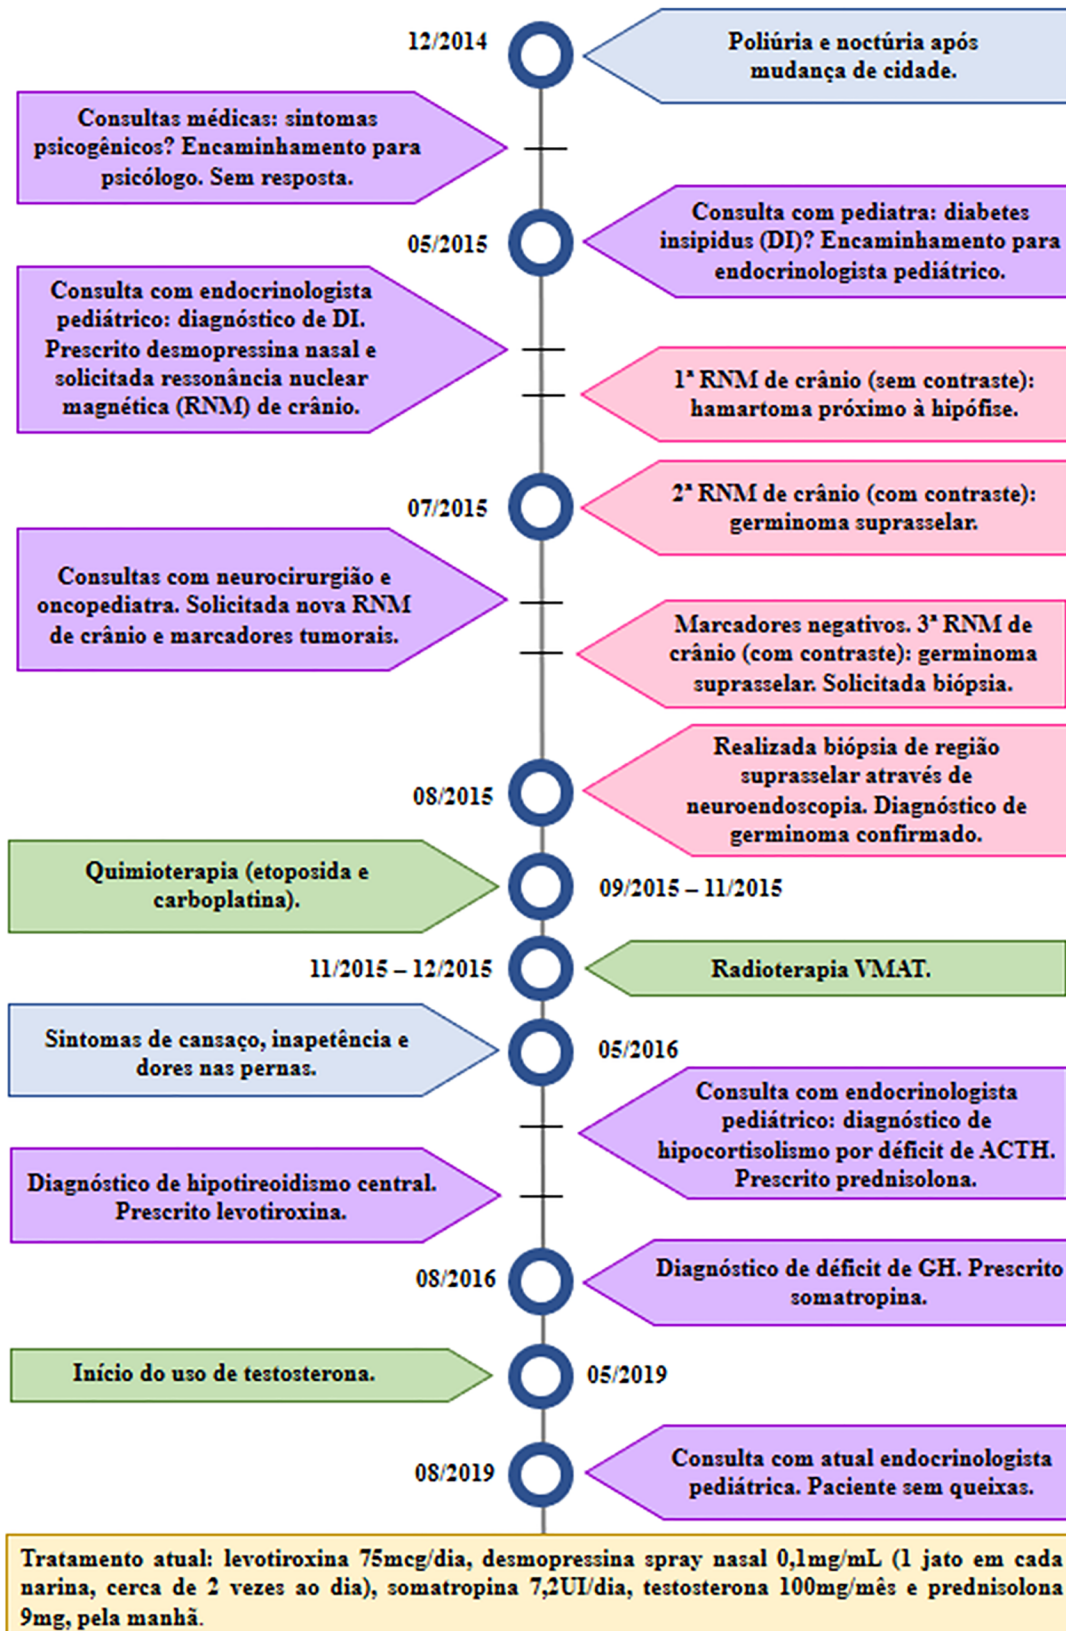 12/2014
Poliúria e noctúria após
mudança de cidade.
Consultas médicas: sintomas
psicogênicos? Encaminhamento para
psicólogo. Sem resposta.
05/2015
Consulta com pediatra: diabetes
insipidus (DI)? Encaminhamento para
endocrinologista pediátrico.
Consulta com endocrinologista
pediátrico: diagnóstico de DI.
Prescrito desmopressina nasal e
solicitada ressonância nuclear
magnética (RNM) de crânio.
1ª RNM de crânio (sem contraste):
hamartoma próximo à hipófise.
07/2015
2ª RNM de crânio (com contraste):
germinoma suprasselar.
Consultas com neurocirurgião e
oncopediatra. Solicitada nova RNM
de crânio e marcadores tumorais.
Marcadores negativos. 3ª RNM de
crânio (com contraste): germinoma
suprasselar. Solicitada biópsia.
08/2015
Realizada biópsia de região
suprasselar através de
neuroendoscopia. Diagnóstico de
germinoma confirmado.
Quimioterapia (etoposida e
carboplatina).
09/2015 – 11/2015
11/2015 – 12/2015
Radioterapia VMAT.
Sintomas de cansaço, inapetência e
dores nas pernas.
05/2016
Consulta com endocrinologista
pediátrico: diagnóstico de
hipocortisolismo por déficit de ACTH.
Prescrito prednisolona.
Diagnóstico de hipotireoidismo central.
Prescrito levotiroxina.
08/2016
Diagnóstico de déficit de GH. Prescrito
somatropina.
Início do uso de testosterona.
05/2019
08/2019
Consulta com atual endocrinologista
pediátrica. Paciente sem queixas.
Tratamento atual: levotiroxina 75mcg/dia, desmopressina spray nasal 0,1mg/mL (1 jato em cada
narina, cerca de 2 vezes ao dia), somatropina 7,2UI/dia, testosterona 100mg/mês e prednisolona
9mg, pela manhã.